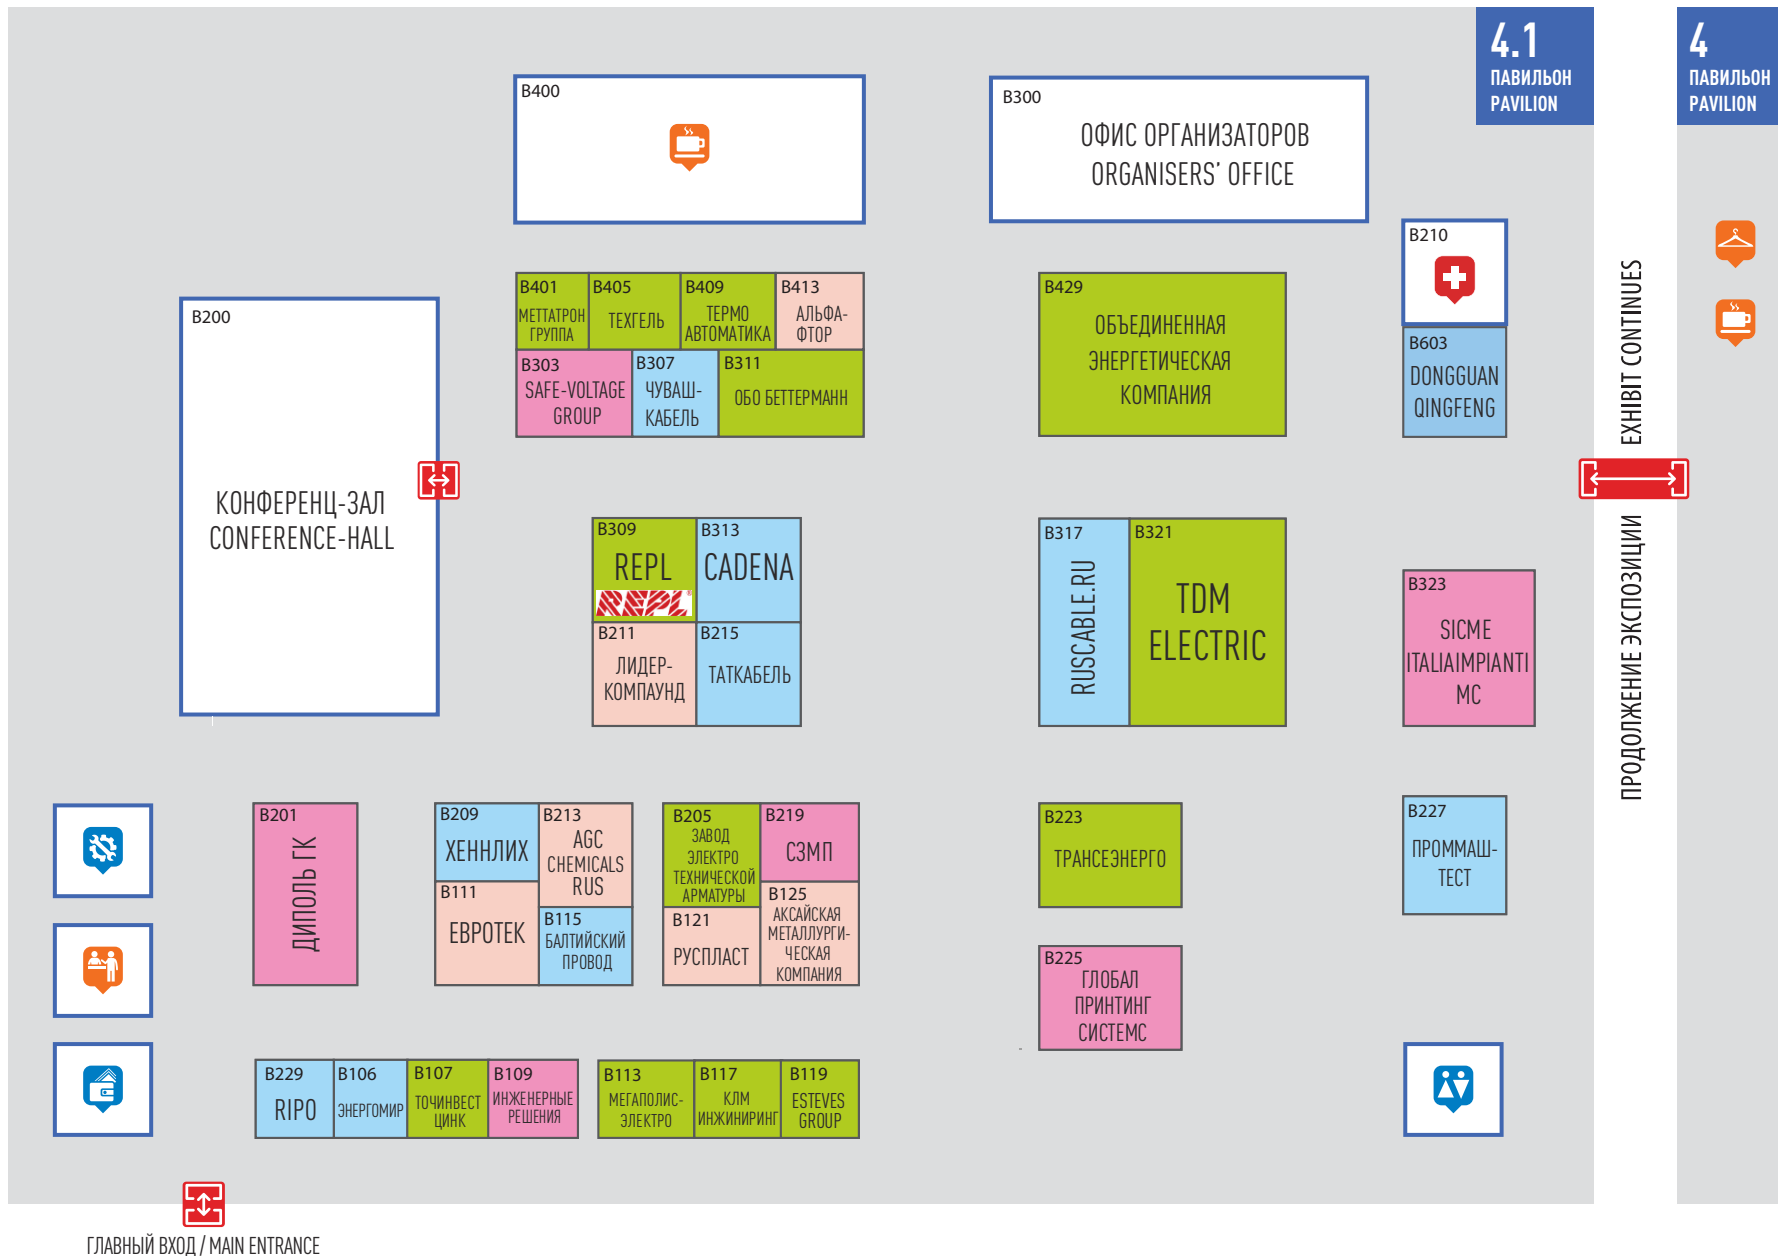 4.1
ПАВИЛЬОН
PAVILION
4
ПАВИЛЬОН
PAVILION
B400
B300
ОФИС ОРГАНИЗАТОРОВ
ORGANISERS' OFFICE
B210
B200
КОНФЕРЕНЦ-ЗАЛ
CONFERENCE-HALL
B401
МЕТТАТРОН
ГРУППА
B405
ТЕХГЕЛЬ
B409
ТЕРМО
АВТОМАТИКА
B413
АЛЬФА-
ФТОР
B303
SAFE-VOLTAGE
GROUP
B307
ЧУВАШ-
КАБЕЛЬ
B311
ОБО БЕТТЕРМАНН
B429
ОБЪЕДИНЕННАЯ
ЭНЕРГЕТИЧЕСКАЯ
КОМПАНИЯ
B603
DONGGUAN
QINGFENG
EXHIBIT CONTINUES
ПРОДОЛЖЕНИЕ ЭКСПОЗИЦИИ
B309
REPL
REPL
B313
CADENA
B211
ЛИДЕР-
КОМПАУНД
B215
ТАТКАБЕЛЬ
B317
RUSCABLE.RU
B321
TDM
ELECTRIC
B323
SICME
ITALIAIMPIANTI
MC
B201
ДИПОЛЬ ГК
B209
ХЕННЛИХ
B213
AGC
CHEMICALS
RUS
B111
ЕВРОТЕК
B115
БАЛТИЙСКИЙ
ПРОВОД
B205
ЗАВОД
ЭЛЕКТРО
ТЕХНИЧЕСКОЙ
АРМАТУРЫ
B219
СЗМП
B121
РУСПЛАСТ
B125
АКСАЙСКАЯ
МЕТАЛЛУРГИ-
ЧЕСКАЯ
КОМПАНИЯ
B223
ТРАНСЕЭНЕРГО
B227
ПРОММАШ-
ТЕСТ
B225
ГЛОБАЛ
ПРИНТИНГ
СИСТЕМС
B229
RIPO
B106
ЭНЕРГОМИР
B107
ТОЧИНВЕСТ
ЦИНК
B109
ИНЖЕНЕРНЫЕ
РЕШЕНИЯ
B113
МЕГАПОЛИС-
ЭЛЕКТРО
B117
КЛМ
ИНЖИНИРИНГ
B119
ESTEVES
GROUP
ГЛАВНЫЙ ВХОД / MAIN ENTRANCE